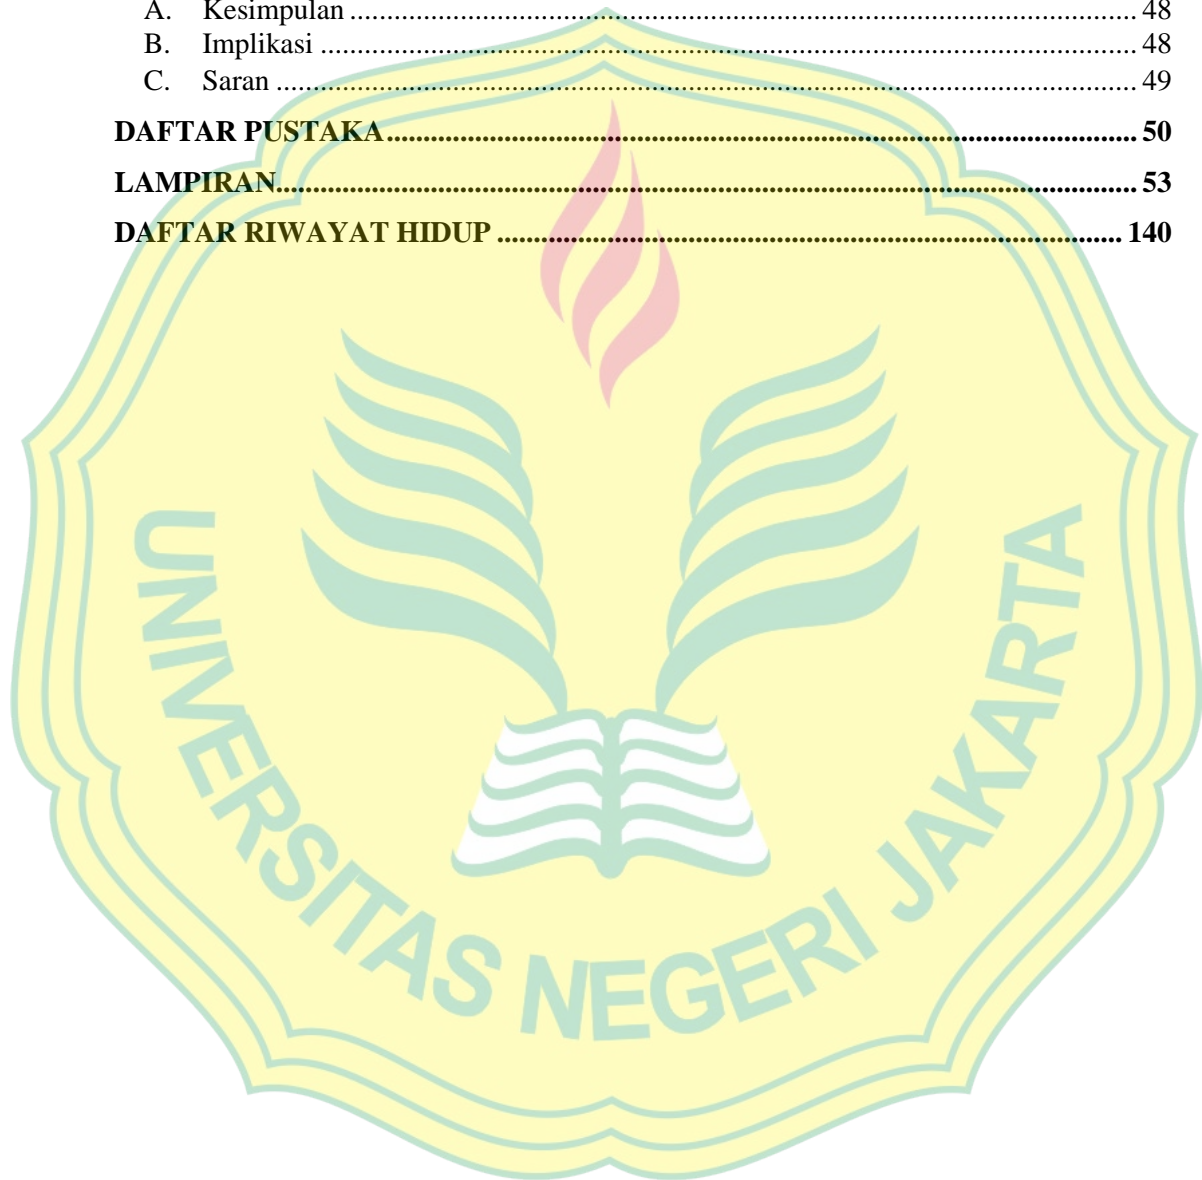 A. Kesimpulan ............................................................................................................. 48
B. Implikasi ................................................................................................................. 48
C. Saran ....................................................................................................................... 49
DAFTAR PUSTAKA ....................................................................................................... 50
LAMPIRAN ...................................................................................................................... 53
DAFTAR RIWAYAT HIDUP ...................................................................................... 140
UNIVERSITAS NEGERI JAKARTA